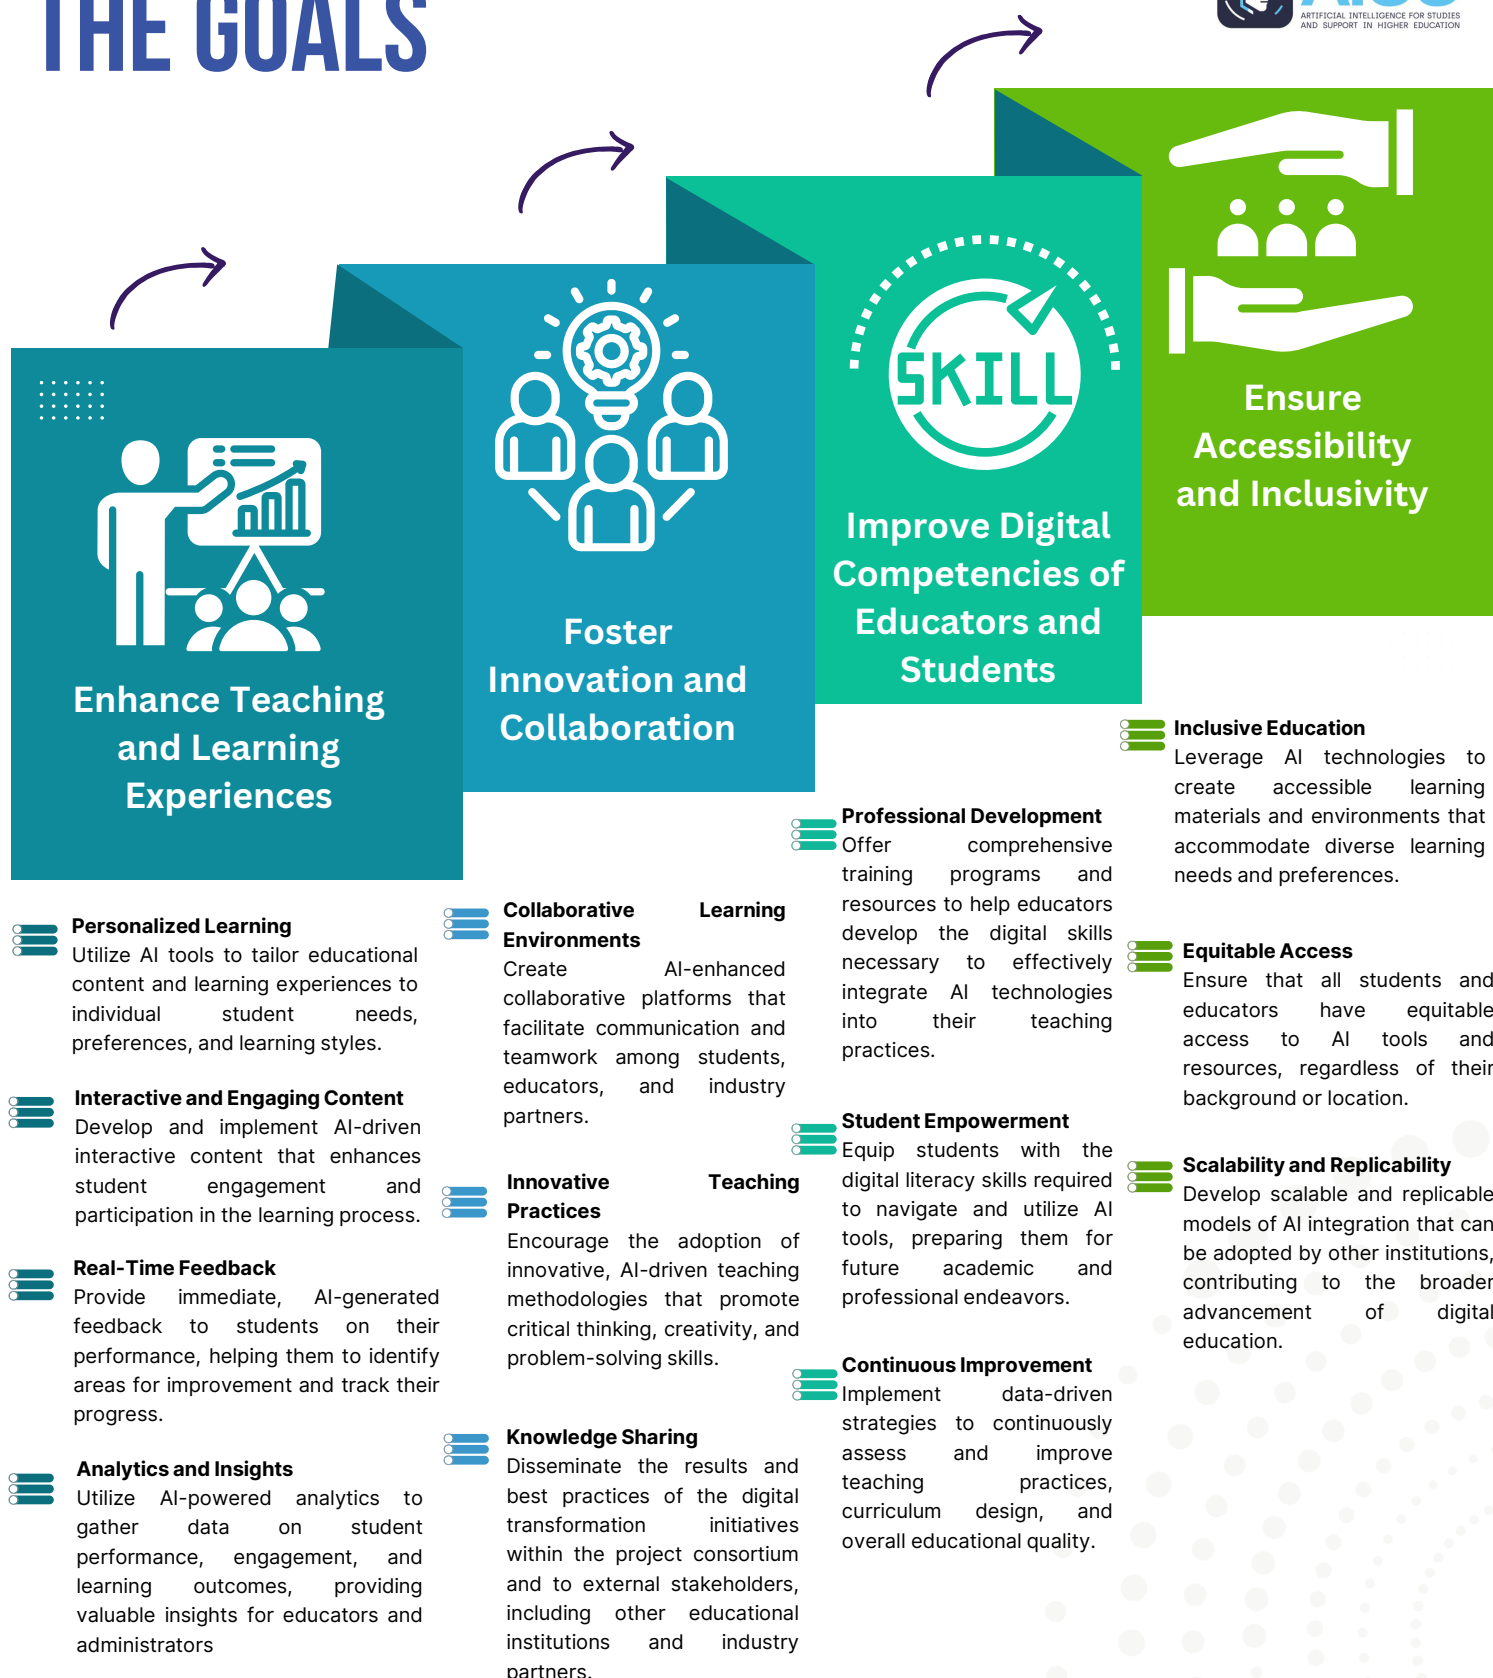 THE GOALS
ARTIFICIAL INTELLIGENCE FOR STUDIES
AND SUPPORT IN HIGHER EDUCATION
Enhance Teaching
and Learning
Experiences
Foster
Innovation and
Collaboration
SKILL
Improve Digital
Competencies of
Educators and
Students
Ensure
Accessibility
and Inclusivity
Personalized Learning
Utilize AI tools to tailor educational
content and learning experiences to
individual student needs,
preferences, and learning styles.
Interactive and Engaging Content
Develop and implement AI-driven
interactive content that enhances
student engagement and
participation in the learning process.
Real-Time Feedback
Provide immediate, AI-generated
feedback to students on their
performance, helping them to identify
areas for improvement and track their
progress.
Analytics and Insights
Utilize AI-powered analytics to
gather data on student
performance, engagement, and
learning outcomes, providing
valuable insights for educators and
administrators
Collaborative Learning
Environments
Create AI-enhanced
collaborative platforms that
facilitate communication and
teamwork among students,
educators, and industry
partners.
Innovative Teaching
Practices
Encourage the adoption of
innovative, AI-driven teaching
methodologies that promote
critical thinking, creativity, and
problem-solving skills.
Knowledge Sharing
Disseminate the results and
best practices of the digital
transformation initiatives
within the project consortium
and to external stakeholders,
including other educational
institutions and industry
partners.
Professional Development
Offer comprehensive
training programs and
resources to help educators
develop the digital skills
necessary to effectively
integrate AI technologies
into their teaching
practices.
Student Empowerment
Equip students with the
digital literacy skills required
to navigate and utilize AI
tools, preparing them for
future academic and
professional endeavors.
Continuous Improvement
Implement data-driven
strategies to continuously
assess and improve
teaching practices,
curriculum design, and
overall educational quality.
Inclusive Education
Leverage AI technologies to
create accessible learning
materials and environments that
accommodate diverse learning
needs and preferences.
Equitable Access
Ensure that all students and
educators have equitable
access to AI tools and
resources, regardless of their
background or location.
Scalability and Replicability
Develop scalable and replicable
models of AI integration that can
be adopted by other institutions,
contributing to the broader
advancement of digital
education.